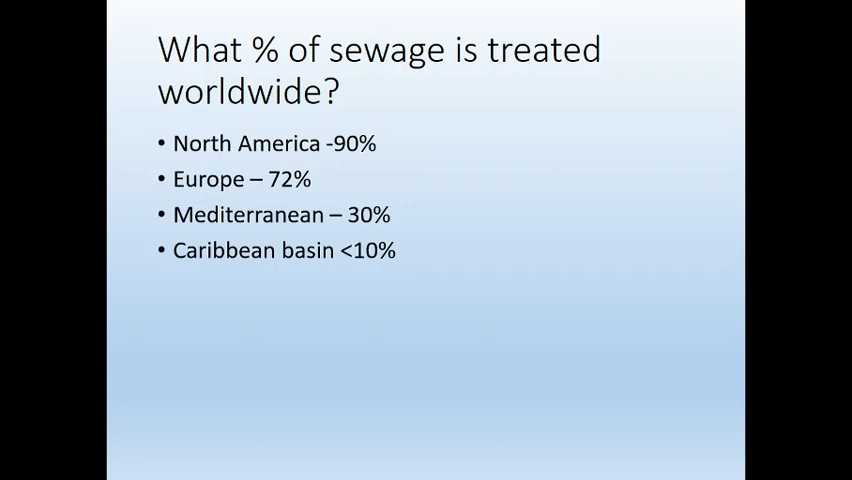 What % of sewage is treated
worldwide?
• North America -90%
• Europe – 72%
• Mediterranean – 30%
• Caribbean basin <10%